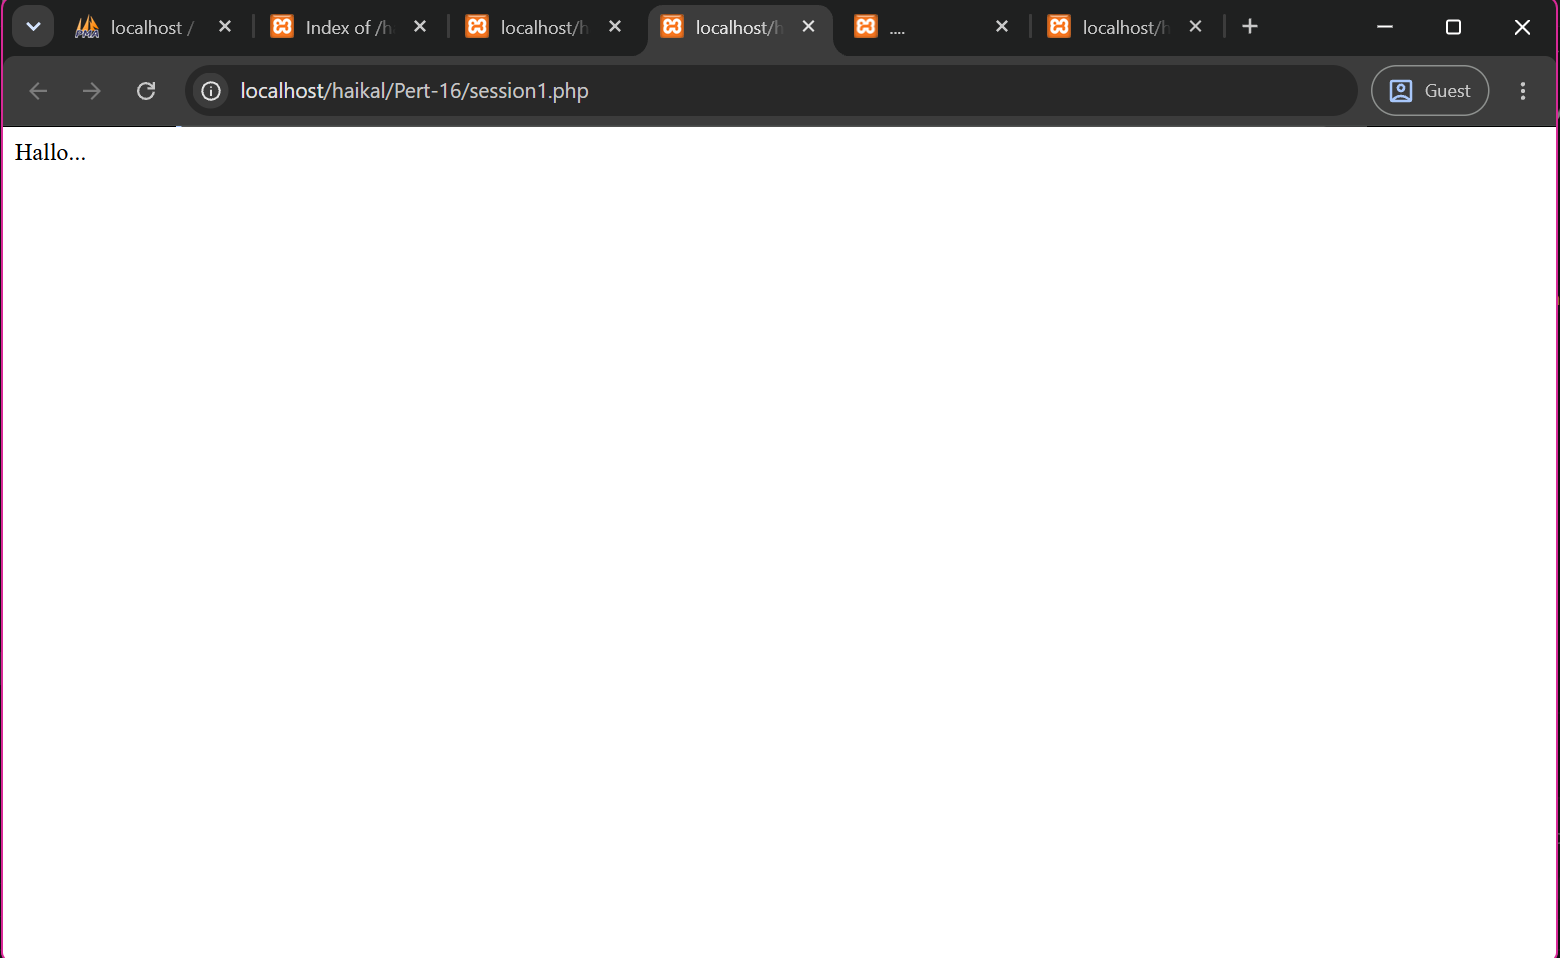 localhost /
Index of /h
localhost/h
localhost/h
....
localhost/h
localhost/haikal/Pert-16/session1.php
Guest
Hallo...